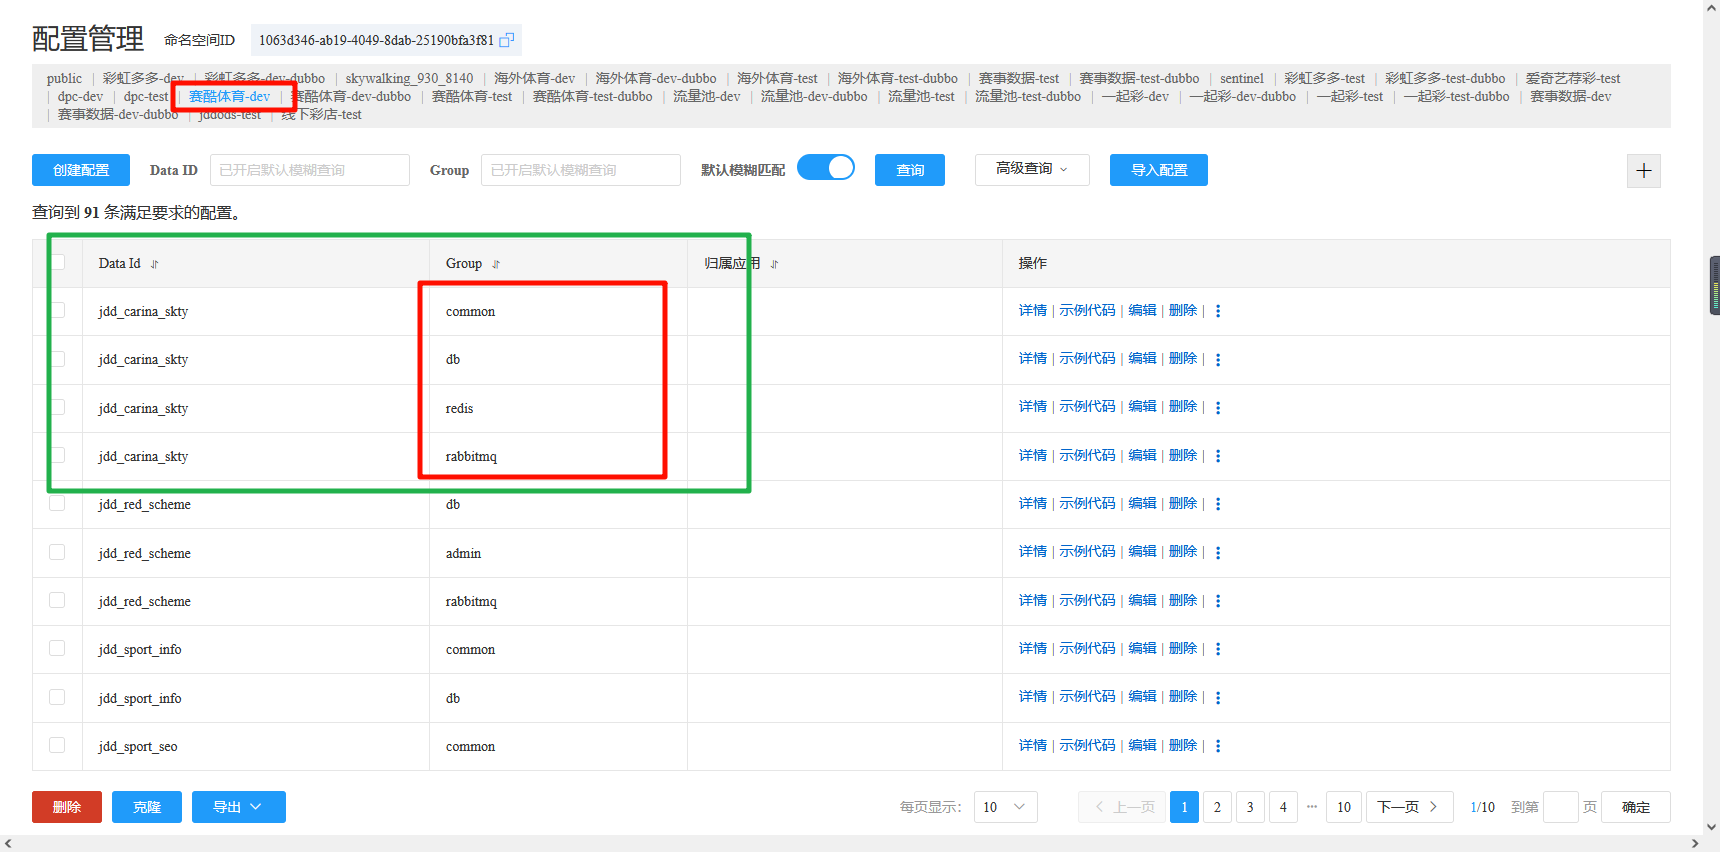 配置管理 命名空间ID 1063d346-ab19-4049-8dab-25190bfa3f81
public | 彩虹多多-dev | 彩虹多多-dev-dubbo | skywalking_930_8140 | 海外体育-dev | 海外体育-dev-dubbo | 海外体育-test | 海外体育-test-dubbo | 赛事数据-test | 赛事数据-test-dubbo | sentinel | 彩虹多多-test | 彩虹多多-test-dubbo | 爱奇艺荐彩-test
| dpc-dev | dpc-test | 赛酷体育-dev | 赛酷体育-dev-dubbo | 赛酷体育-test | 赛酷体育-test-dubbo | 流量池-dev | 流量池-dev-dubbo | 流量池-test | 流量池-test-dubbo | 一起彩-dev | 一起彩-dev-dubbo | 一起彩-test | 一起彩-test-dubbo | 赛事数据-dev
| 赛事数据-dev-dubbo | jddods-test | 线下彩店-test
创建配置 Data ID 已开启默认模糊查询 Group 已开启默认模糊查询 默认模糊匹配 查询 高级查询 导入配置
查询到 91 条满足要求的配置。
Data Id Group 归属应用 操作
jdd_carina_skty common 详情 | 示例代码 | 编辑 | 删除 |
jdd_carina_skty db 详情 | 示例代码 | 编辑 | 删除 |
jdd_carina_skty redis 详情 | 示例代码 | 编辑 | 删除 |
jdd_carina_skty rabbitmq 详情 | 示例代码 | 编辑 | 删除 |
jdd_red_scheme db 详情 | 示例代码 | 编辑 | 删除 |
jdd_red_scheme admin 详情 | 示例代码 | 编辑 | 删除 |
jdd_red_scheme rabbitmq 详情 | 示例代码 | 编辑 | 删除 |
jdd_sport_info common 详情 | 示例代码 | 编辑 | 删除 |
jdd_sport_info db 详情 | 示例代码 | 编辑 | 删除 |
jdd_sport_seo common 详情 | 示例代码 | 编辑 | 删除 |
删除 克隆 导出 每页显示: 10 上一页 1 2 3 4 ... 10 下一页 1/10 到第 页 确定